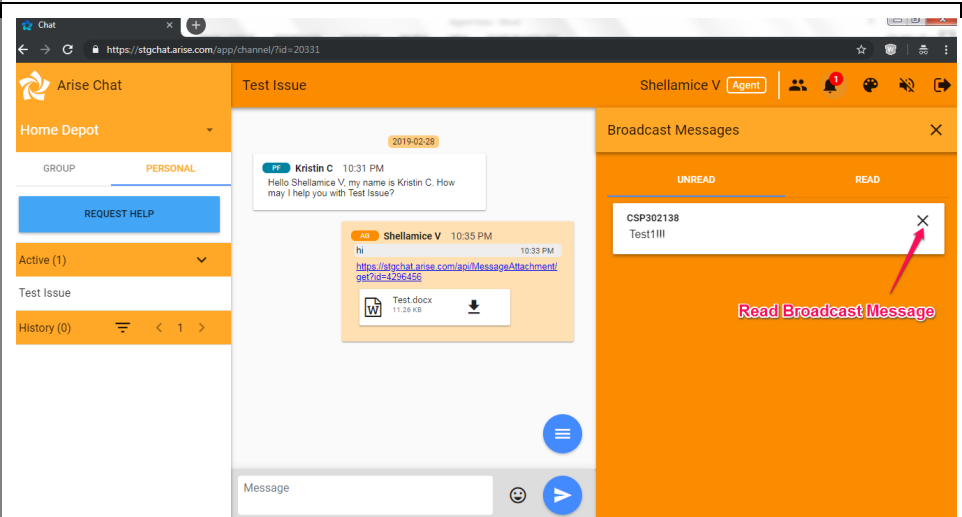 Chat
https://stgchat.arise.com/app/channel/?id=20331
Arise Chat
Test Issue
Shellamice V Agent
1
Home Depot
GROUP
PERSONAL
REQUEST HELP
Active (1)
Test Issue
History (0)
< 1 >
2019-02-28
PF Kristin C 10:31 PM
Hello Shellamice V, my name is Kristin C. How
may I help you with Test Issue?
AG Shellamice V 10:35 PM
hi 10:33 PM
https://stgchat.arise.com/api/MessageAttachment/
get?id=4296456
W
Test.docx
11.26 KB
Message
Broadcast Messages
UNREAD
READ
CSP302138
Test1!!!
Read Broadcast Message